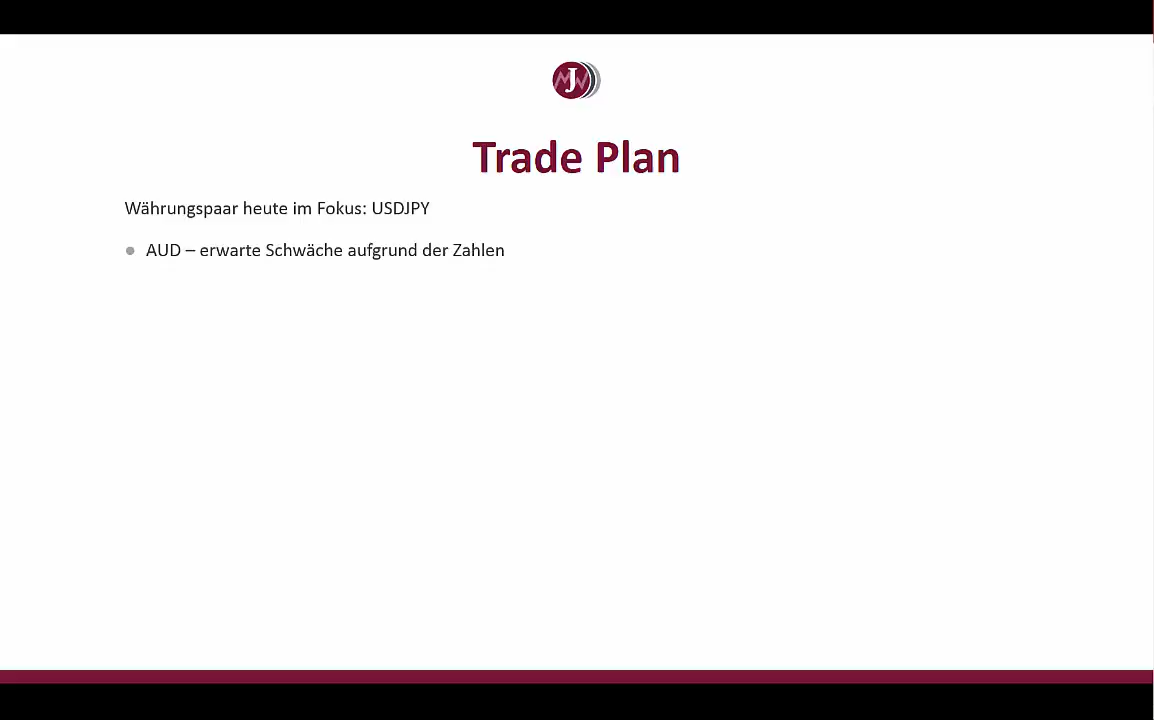 J
Trade Plan
Währungspaar heute im Fokus: USDJPY
AUD – erwarte Schwäche aufgrund der Zahlen